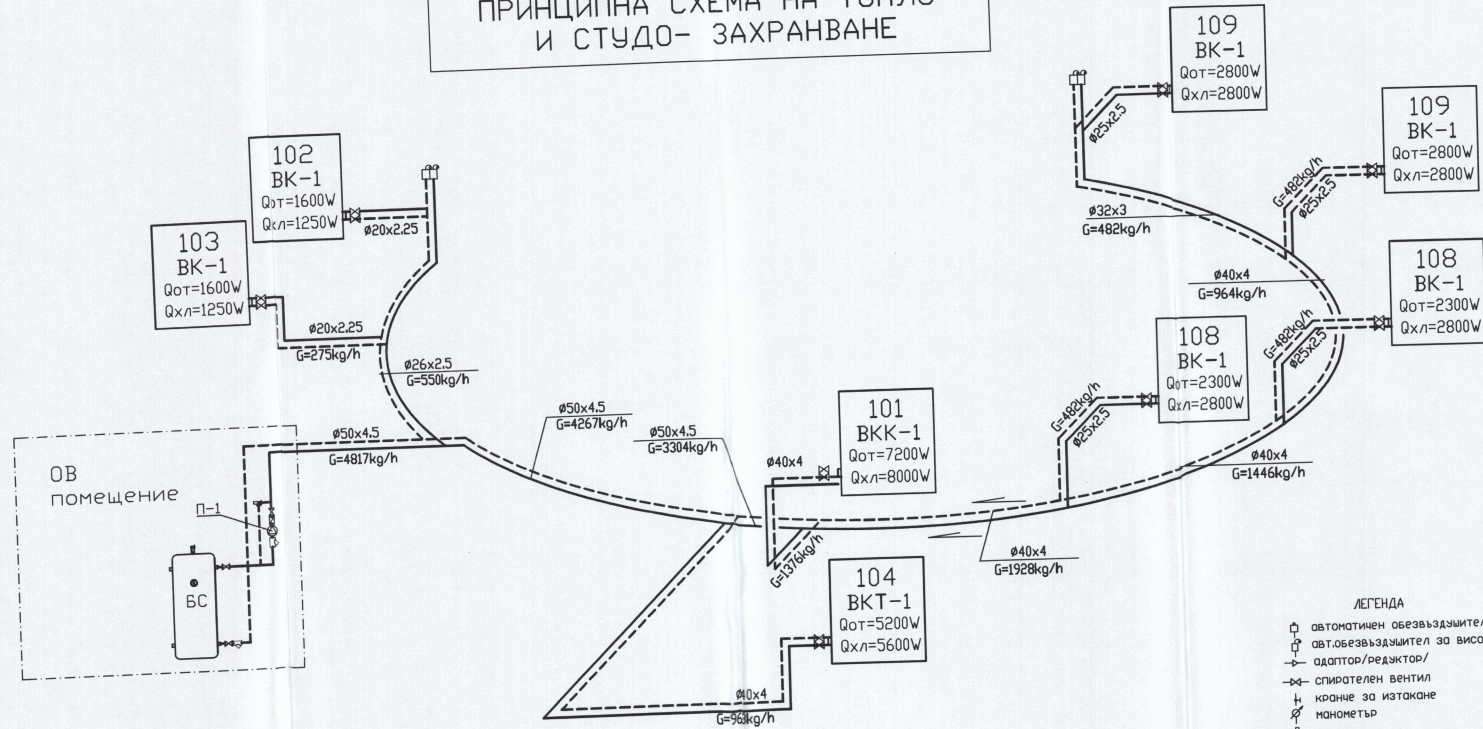 ПРИНЦИПНА СХЕМА НА ТОПЛО
И СТУДО- ЗАХРАНВАНЕ
109
ВК-1
Qот=2800W
Qхл=2800W
ø25x2.5
109
ВК-1
Qот=2800W
Qхл=2800W
G=482kg/h
ø25x2.5
102
ВК-1
Qот=1600W
Qхл=1250W
ø20x2.25
ø32x3
G=482kg/h
103
ВК-1
Qот=1600W
Qхл=1250W
ø20x2.25
G=275kg/h
ø40x4
G=964kg/h
108
ВК-1
Qот=2300W
Qхл=2800W
G=482kg/h
ø25x2.5
108
ВК-1
Qот=2300W
Qхл=2800W
G=482kg/h
ø25x2.5
ø26x2.5
G=550kg/h
ø50x4.5
G=4267kg/h
ø50x4.5
G=3304kg/h
101
ВКК-1
Qот=7200W
Qхл=8000W
ø40x4
G=1376kg/h
ø50x4.5
G=4817kg/h
ø40x4
G=1446kg/h
ОВ
помещение
П-1
БС
ø40x4
G=1928kg/h
104
ВКТ-1
Qот=5200W
Qхл=5600W
ø40x4
G=963kg/h
ЛЕГЕНДА
автоматичен обезвъздушител
авт.обезвъздушител за
адаптор/редуктор/
спирателен вентил
кранче за изтакане
манометър